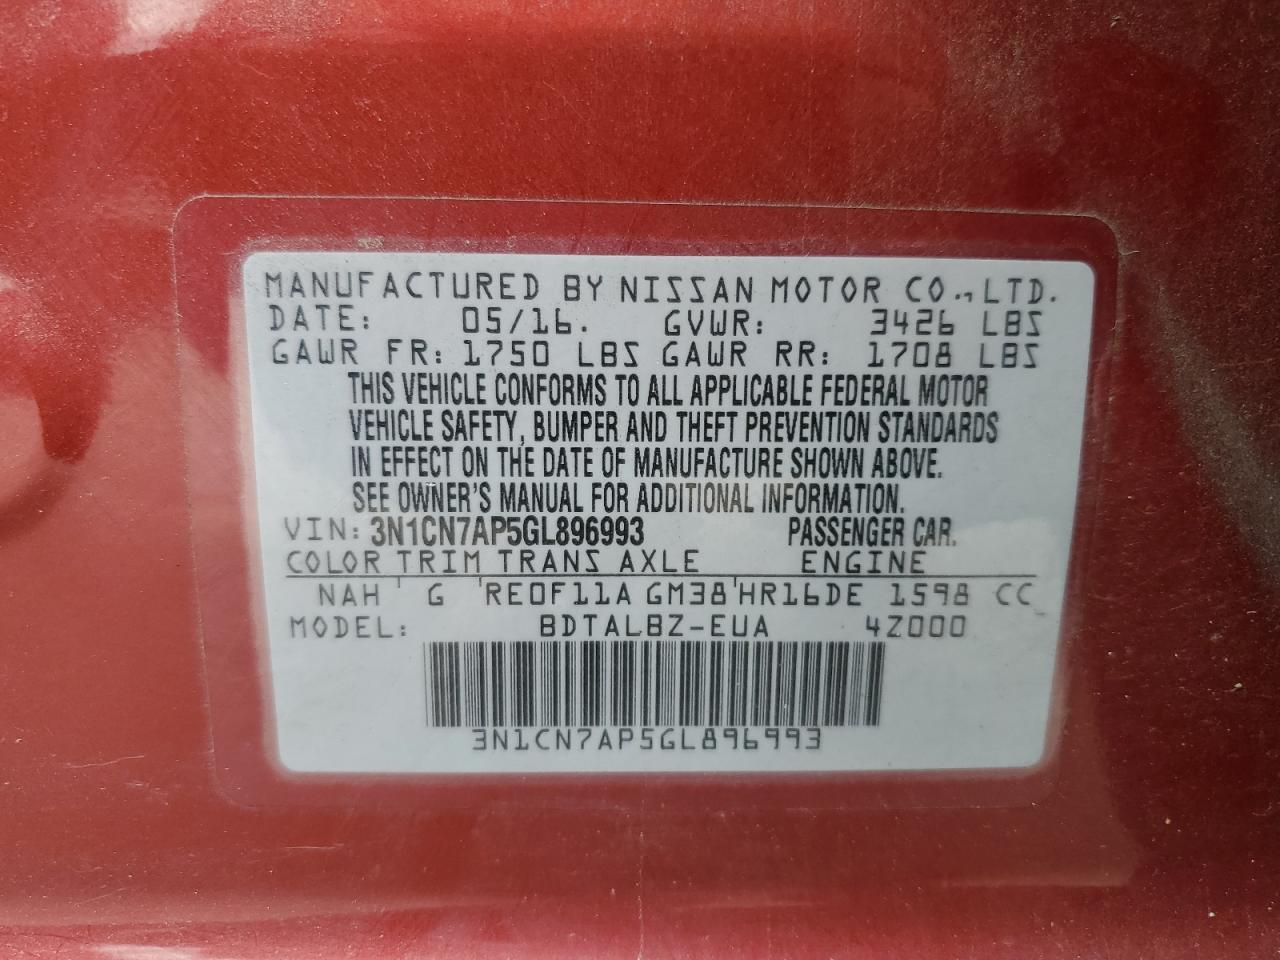 MANUFACTURED BY NISSAN MOTOR CO., LTD.
DATE: 05/16. GVWR: 3426 LBS
GAWR FR: 1750 LBS GAWR RR: 1708 LBS
THIS VEHICLE CONFORMS TO ALL APPLICABLE FEDERAL MOTOR
VEHICLE SAFETY, BUMPER AND THEFT PREVENTION STANDARDS
IN EFFECT ON THE DATE OF MANUFACTURE SHOWN ABOVE.
SEE OWNER'S MANUAL FOR ADDITIONAL INFORMATION.
VIN: 3N1CN7AP5GL896993 PASSENGER CAR.
COLOR TRIM TRANS AXLE ENGINE
NAH ' G ' RE0F11A GM38 ' HR16DE 1598 CC
MODEL: BDTALBZ-EUA 4Z000
3N1CN7AP5GL896993